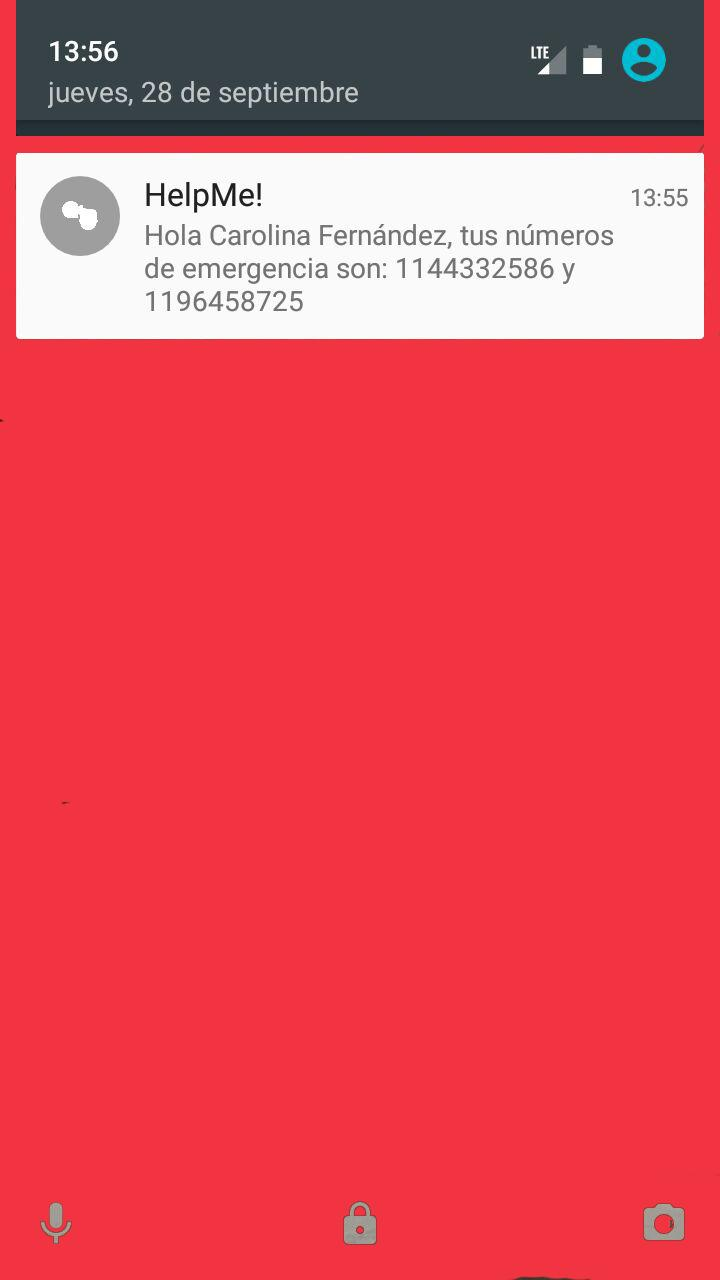 13:56
LTE
jueves, 28 de septiembre
HelpMe!
13:55
Hola Carolina Fernández, tus números
de emergencia son: 1144332586 y
1196458725